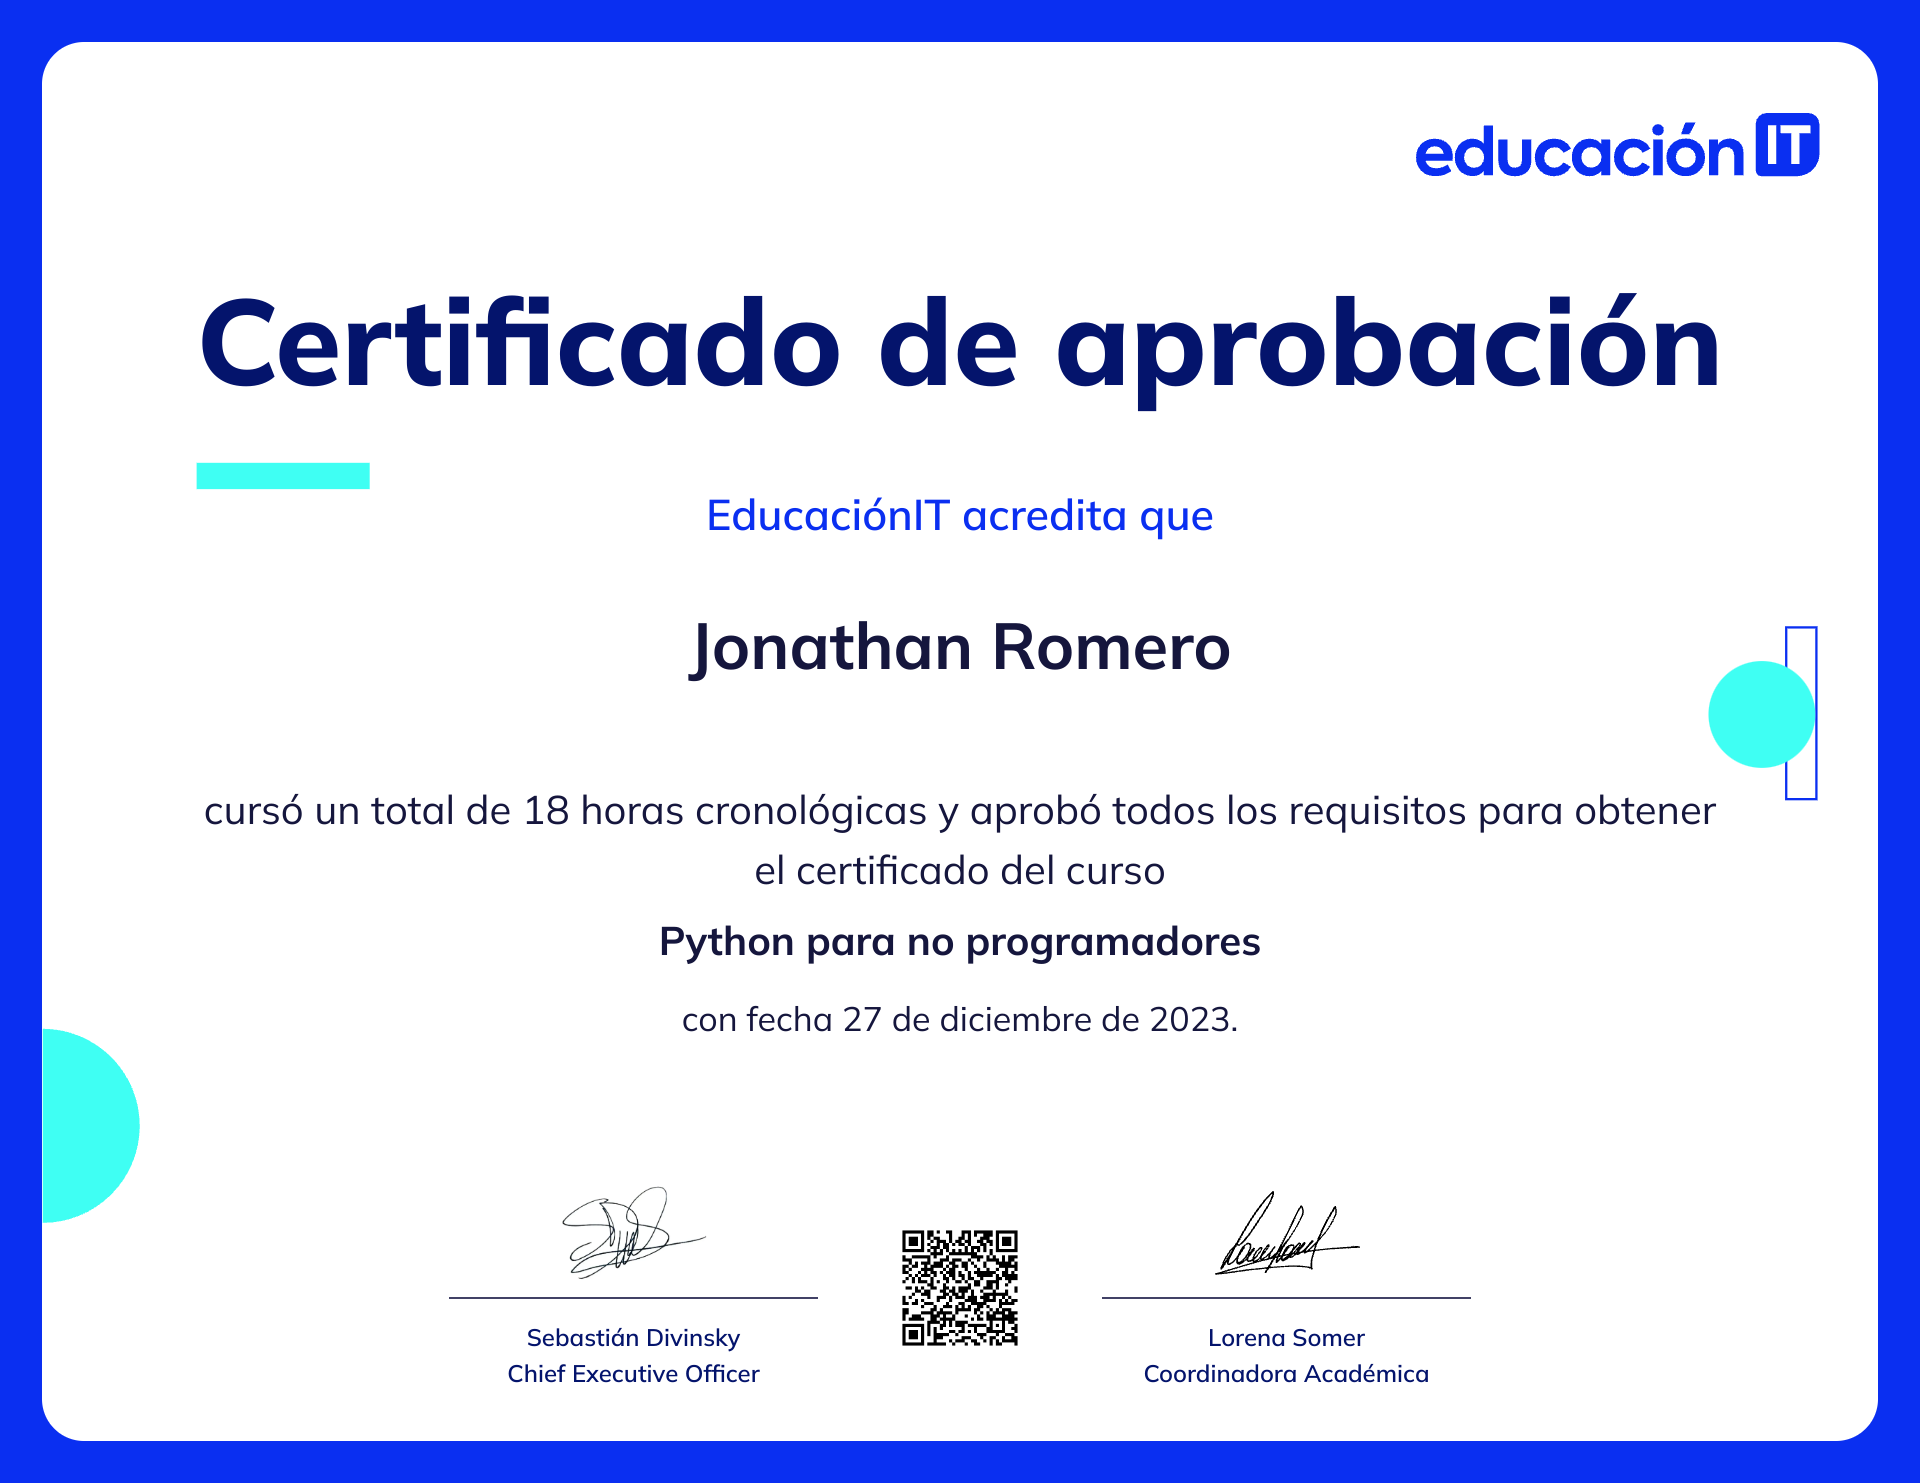 educaciónIT
Certificado de aprobación
EducaciónIT acredita que
Jonathan Romero
cursó un total de 18 horas cronológicas y aprobó todos los requisitos para obtener
el certificado del curso
Python para no programadores
con fecha 27 de diciembre de 2023.
Sebastián Divinsky
Chief Executive Officer
Lorena Somer
Coordinadora Académica